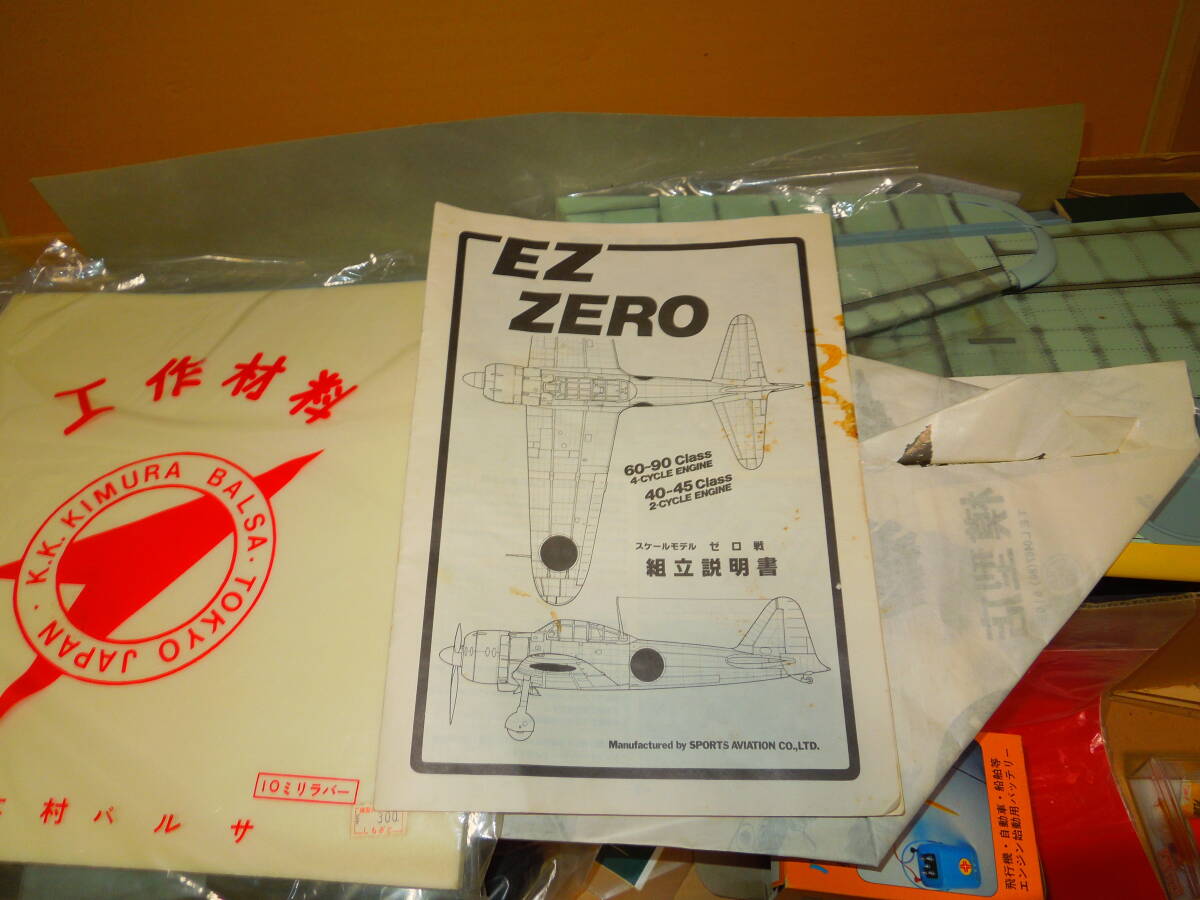 EZ
ZERO
60-90 Class
4-CYCLE ENGINE
40-45 Class
2-CYCLE ENGINE
スケールモデル ゼロ戦
組立説明書
Manufactured by SPORTS AVIATION CO.,LTD.
工作材料
K.K. KIMURA BALSA・TOKYO JAPAN・
10ミリラバー
村バルサ
300
飛行機・自動車・船舶等
エンジン始動用バッテリー